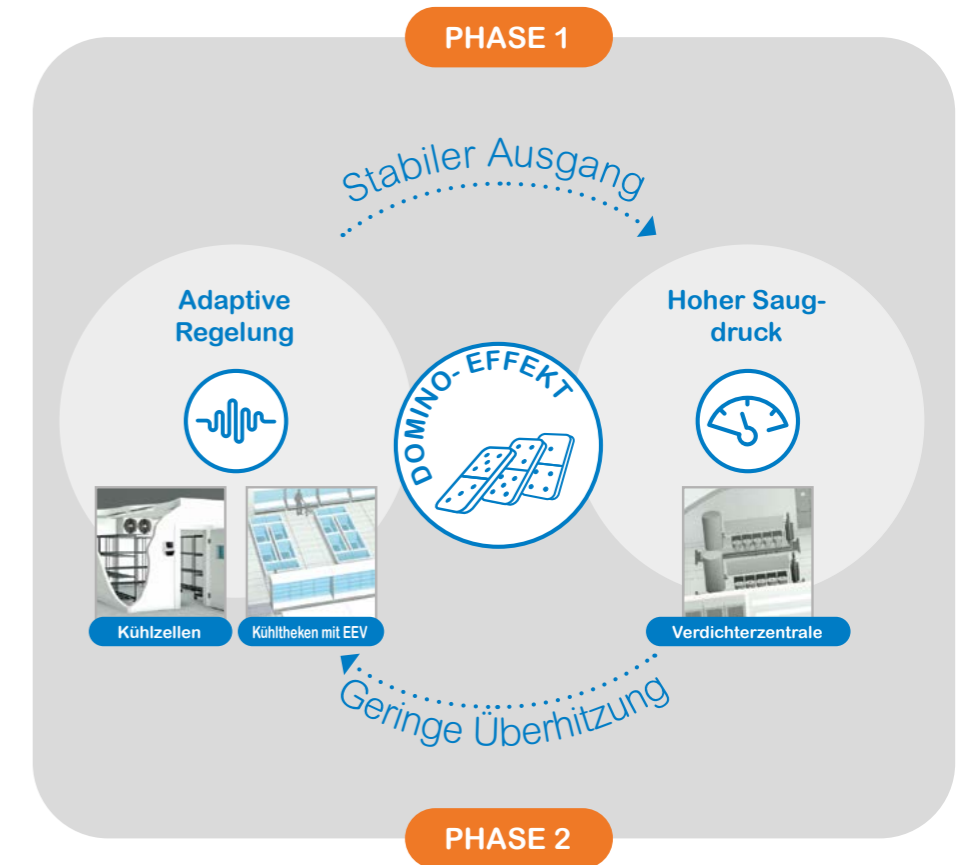 PHASE 1
Stabiler Ausgang
Adaptive
Regelung
Hoher Saug-
druck
DOMINO- EFFEKT
Kühlzellen
Kühltheken mit EEV
Verdichterzentrale
Geringe Überhitzung
PHASE 2